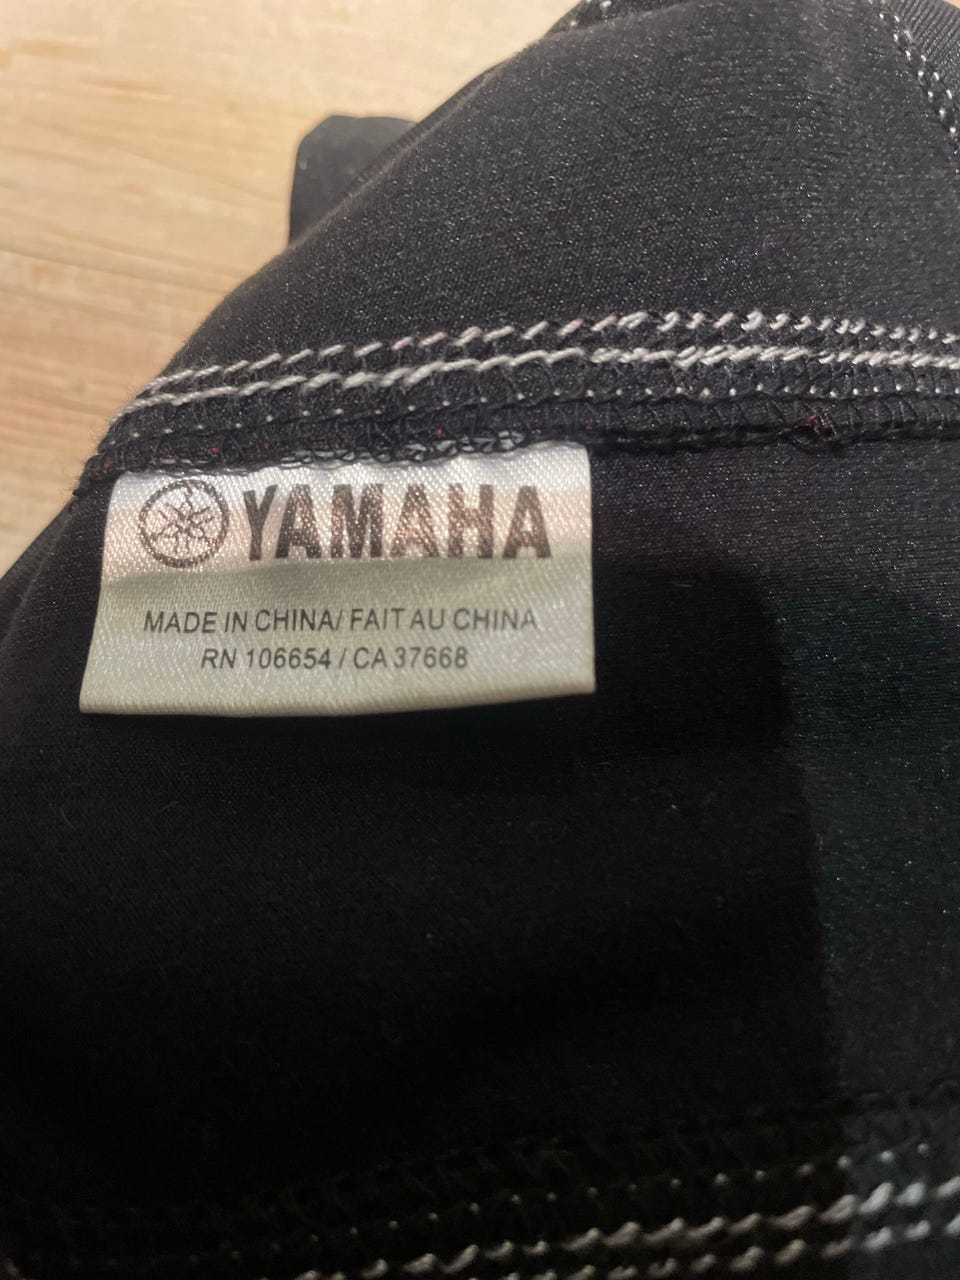 YAMAHA
MADE IN CHINA/ FAIT AU CHINA
RN 106654 / CA 37668